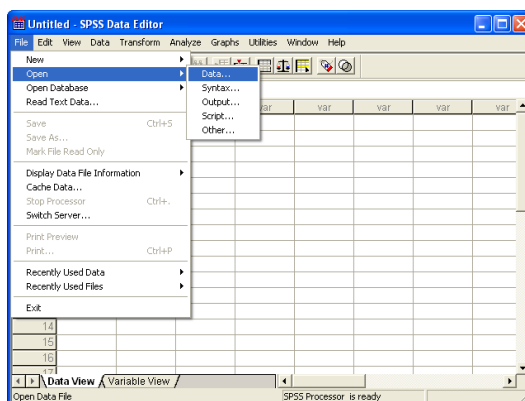 Untitled - SPSS Data Editor
File Edit View Data Transform Analyze Graphs Utilities Window Help
New
Open
Open Database
Read Text Data...
Save Ctrl+S
Save As...
Mark File Read Only
Display Data File Information
Cache Data...
Stop Processor Ctrl+.
Switch Server...
Print Preview
Print... Ctrl+P
Recently Used Data
Recently Used Files
Exit
Data...
Syntax...
Output...
Script...
Other...
var var var var
14
15
16
17
Data View Variable View
Open Data File SPSS Processor is ready